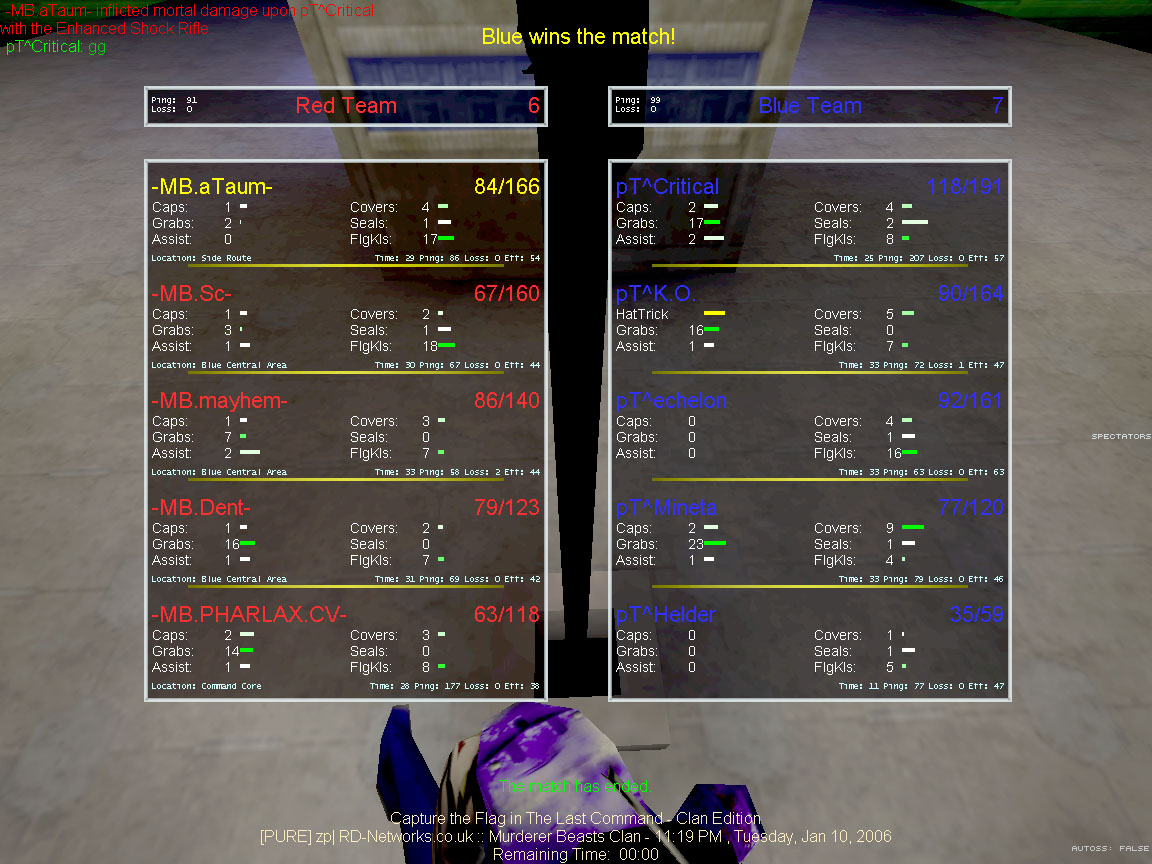 -MB.aTaum- inflicted mortal damage upon pT^Critical
with the Enhanced Shock Rifle
pT^Critical: gg
Blue wins the match!
Ping: 91
Loss: 0
Red Team 6
Ping: 99
Loss: 0
Blue Team 7
-MB.aTaum- 84/166
Caps: 1 Covers: 4
Grabs: 2 Seals: 1
Assist: 0 FlgKls: 17
Location: Side Route Time: 29 Ping: 86 Loss: 0 Eff: 54
-MB.Sc- 67/160
Caps: 1 Covers: 2
Grabs: 3 Seals: 1
Assist: 1 FlgKls: 18
Location: Blue Central Area Time: 30 Ping: 67 Loss: 0 Eff: 44
-MB.mayhem- 86/140
Caps: 1 Covers: 3
Grabs: 7 Seals: 0
Assist: 2 FlgKls: 7
Location: Blue Central Area Time: 33 Ping: 58 Loss: 2 Eff: 44
-MB.Dent- 79/123
Caps: 1 Covers: 2
Grabs: 16 Seals: 0
Assist: 1 FlgKls: 7
Location: Blue Central Area Time: 31 Ping: 69 Loss: 0 Eff: 42
-MB.PHARLAX.CV- 63/118
Caps: 2 Covers: 3
Grabs: 14 Seals: 0
Assist: 1 FlgKls: 8
Location: Command Core Time: 28 Ping: 177 Loss: 0 Eff: 38
pT^Critical 118/191
Caps: 2 Covers: 4
Grabs: 17 Seals: 2
Assist: 2 FlgKls: 8
Time: 25 Ping: 207 Loss: 0 Eff: 57
pT^K.O. 90/164
HatTrick Covers: 5
Grabs: 16 Seals: 0
Assist: 1 FlgKls: 7
Time: 33 Ping: 72 Loss: 1 Eff: 47
pT^echelon 92/161
Caps: 0 Covers: 4
Grabs: 0 Seals: 1
Assist: 0 FlgKls: 16
Time: 33 Ping: 63 Loss: 0 Eff: 63
pT^Mineta 77/120
Caps: 2 Covers: 9
Grabs: 23 Seals: 1
Assist: 1 FlgKls: 4
Time: 33 Ping: 79 Loss: 0 Eff: 46
pT^Helder 35/59
Caps: 0 Covers: 1
Grabs: 0 Seals: 1
Assist: 0 FlgKls: 5
Time: 11 Ping: 77 Loss: 0 Eff: 47
SPECTATORS
The match has ended.
Capture the Flag in The Last Command - Clan Edition
[PURE] zp| RD-Networks.co.uk :: Murderer Beasts Clan - 11:19 PM , Tuesday, Jan 10, 2006
Remaining Time: 00:00
AUTOSS: FALSE